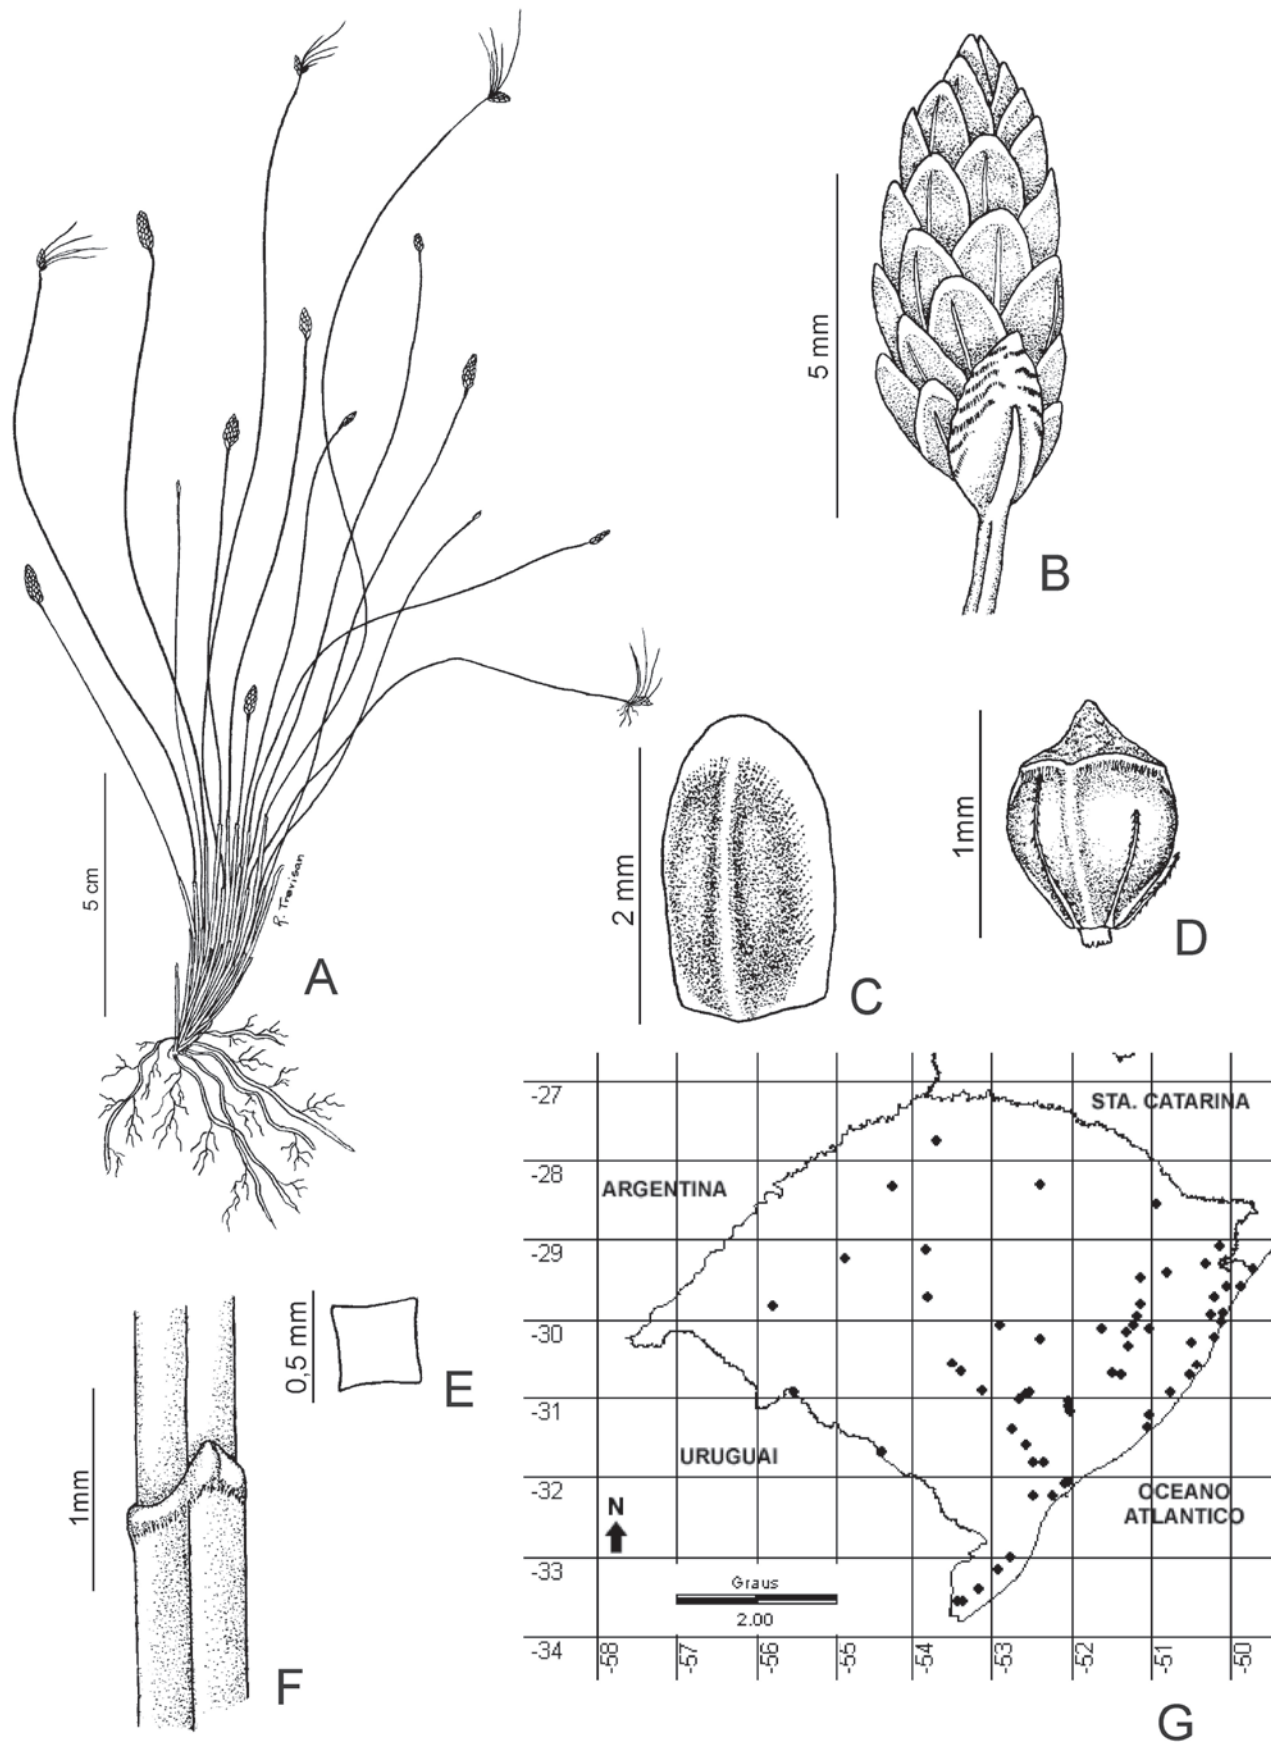 5 mm
B
5 cm
R. Trevisan
A
2 mm
C
1mm
D
0,5 mm
E
1mm
F
-27
-28
-29
-30
-31
-32
-33
-34
STA. CATARINA
ARGENTINA
URUGUAI
OCEANO
ATLANTICO
N
Graus
2.00
-58
-57
-56
-55
-54
-53
-52
-51
-50
G